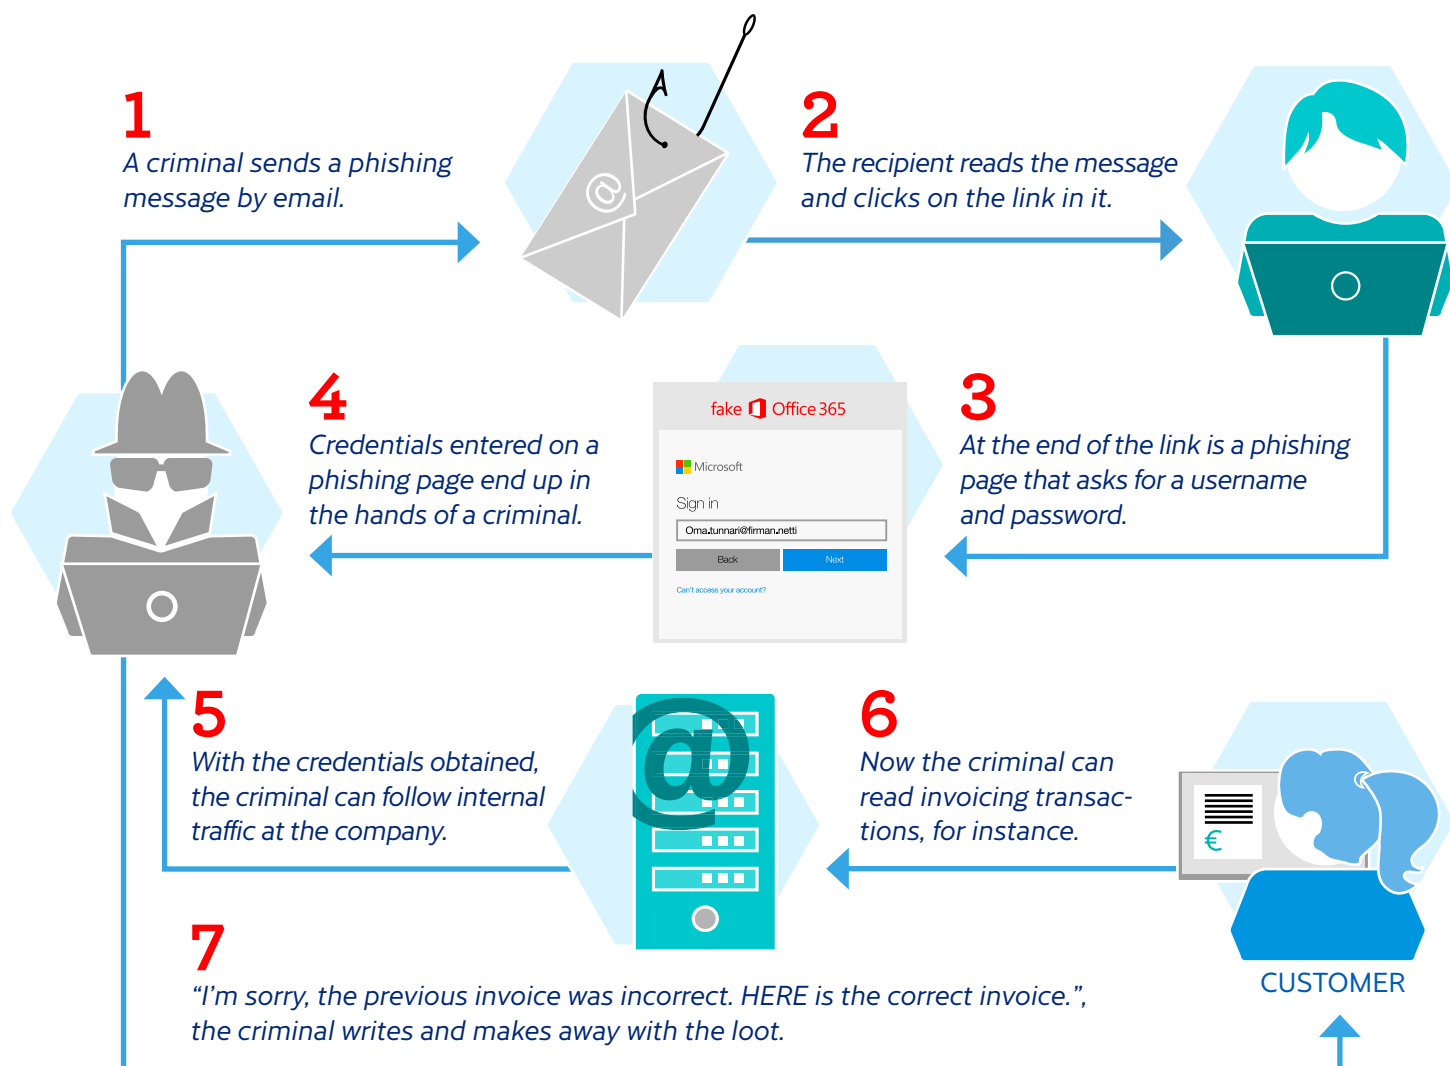 1
A criminal sends a phishing
message by email.
@
2
The recipient reads the message
and clicks on the link in it.
3
At the end of the link is a phishing
page that asks for a username
and password.
fake Office 365
Microsoft
Sign in
Oma.tunnari@firman.netti
Back Next
Can't access your account?
4
Credentials entered on a
phishing page end up in
the hands of a criminal.
5
With the credentials obtained,
the criminal can follow internal
traffic at the company.
@
6
Now the criminal can
read invoicing transac-
tions, for instance.
€
CUSTOMER
7
“I’m sorry, the previous invoice was incorrect. HERE is the correct invoice.”,
the criminal writes and makes away with the loot.